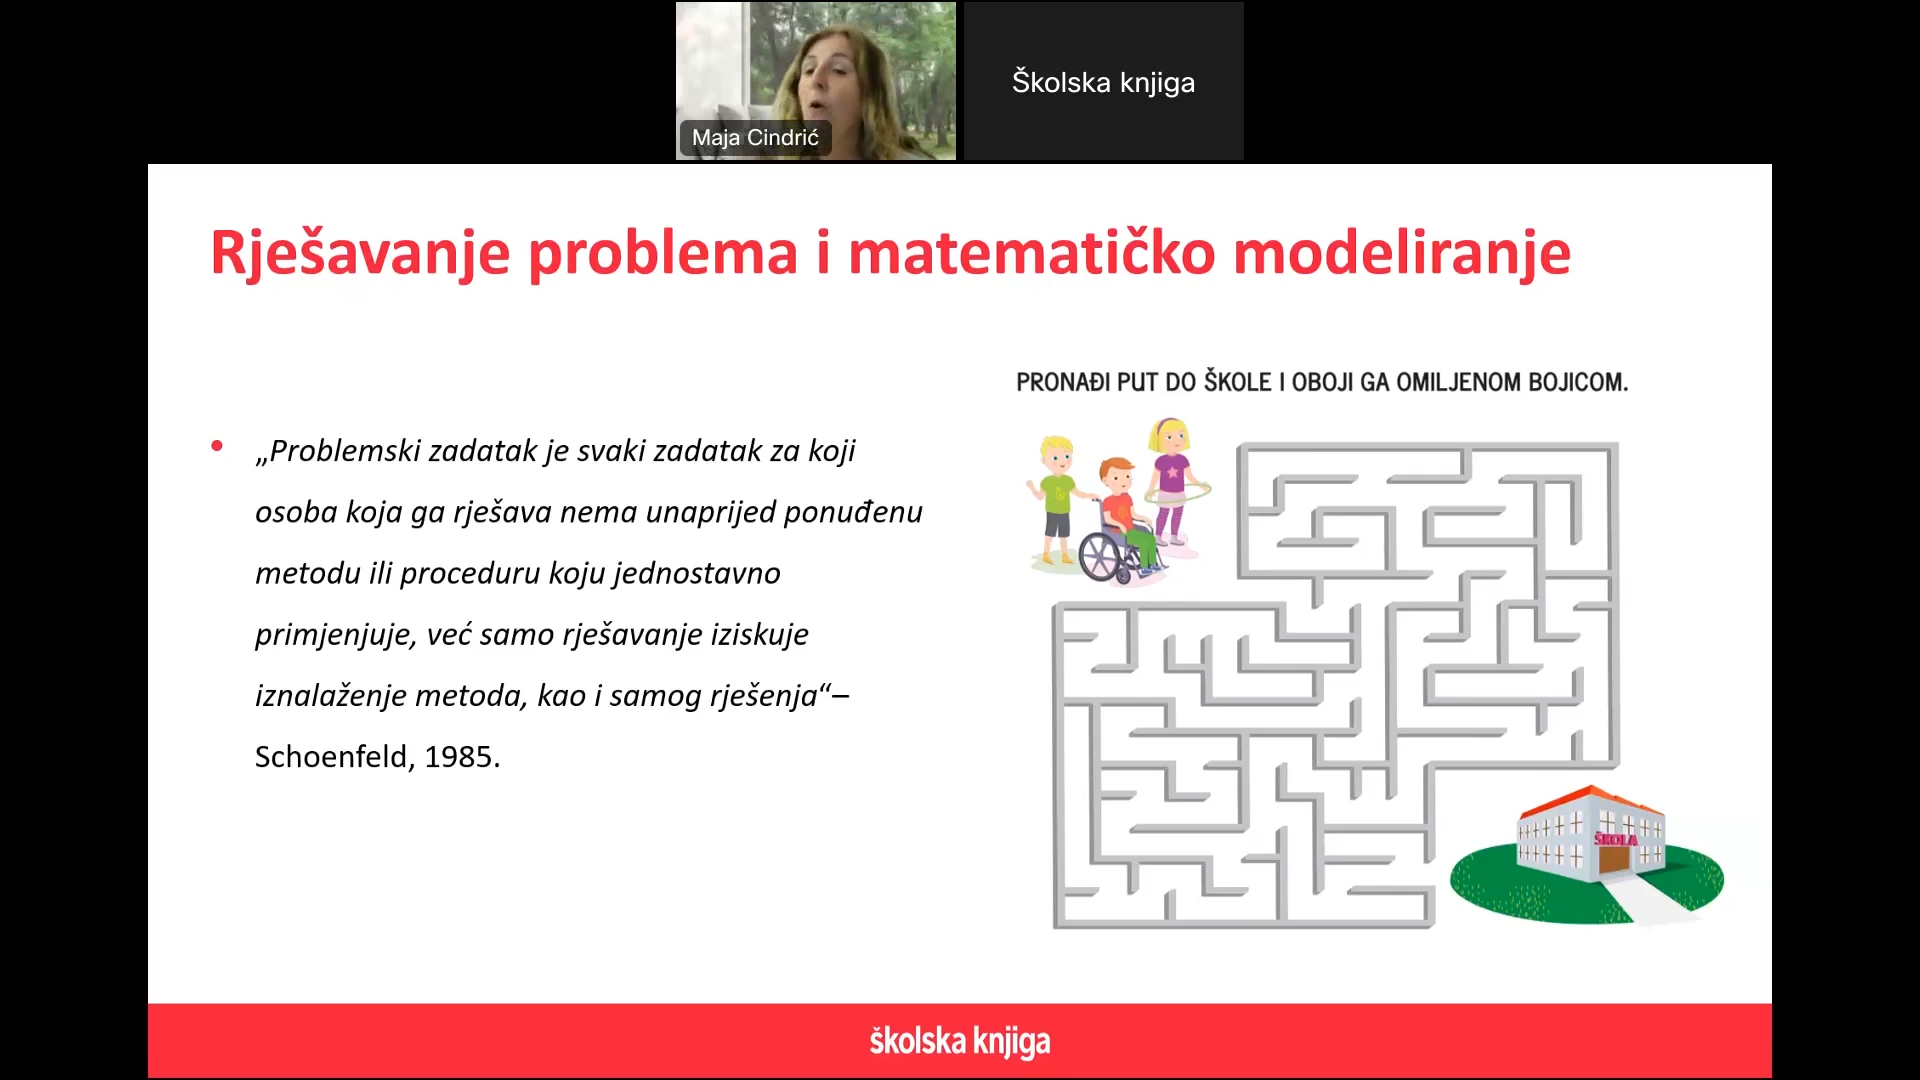 Maja Cindrić
Školska knjiga
Rješavanje problema i matematičko modeliranje
• „Problemski zadatak je svaki zadatak za koji
osoba koja ga rješava nema unaprijed ponuđenu
metodu ili proceduru koju jednostavno
primjenjuje, već samo rješavanje iziskuje
iznalaženje metoda, kao i samog rješenja“–
Schoenfeld, 1985.
PRONAĐI PUT DO ŠKOLE I OBOJI GA OMILJENOM BOJICOM.
ŠKOLA
školska knjiga